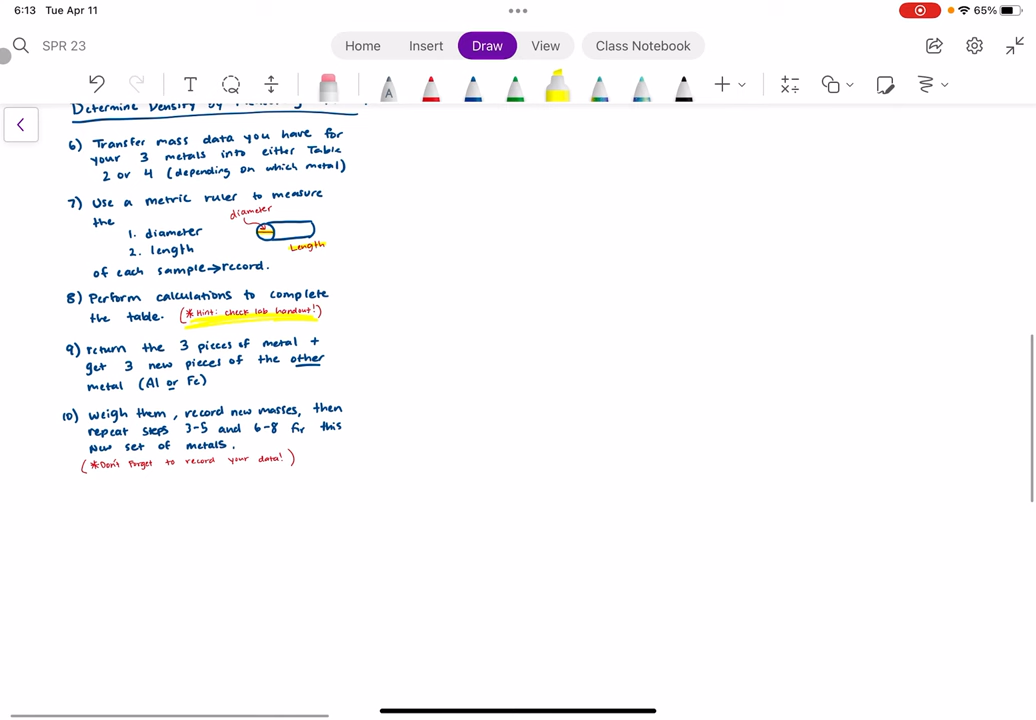 6:13 Tue Apr 11
65%
SPR 23
Home Insert Draw View Class Notebook
T
A
Determine Density by
6) Transfer mass data you have for
your 3 metals into either Table
2 or 4 (depending on which metal)
7) Use a metric ruler to measure
the
diameter
1. diameter
2. length
Length
of each sample→record.
8) Perform calculations to complete
the table. (*Hint: check lab handout!)
9) return the 3 pieces of metal +
get 3 new pieces of the other
metal (Al or Fe)
10) weigh them, record new masses, then
repeat steps 3-5 and 6-8 for this
new set of metals.
(*Don't forget to record your data!)